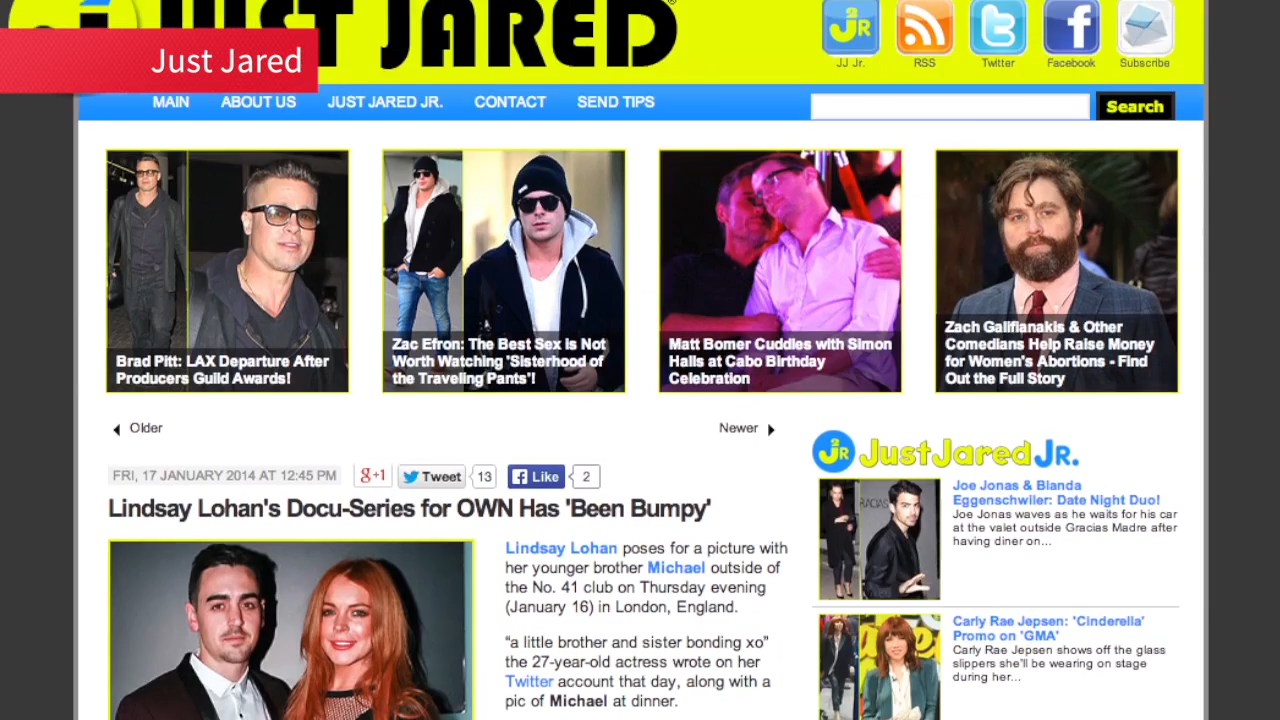 JUST JARED®
Just Jared
JJ Jr.
RSS
Twitter
Facebook
Subscribe
MAIN
ABOUT US
JUST JARED JR.
CONTACT
SEND TIPS
Search
Brad Pitt: LAX Departure After
Producers Guild Awards!
Zac Efron: The Best Sex is Not
Worth Watching 'Sisterhood of
the Traveling Pants'!
Matt Bomer Cuddles with Simon
Halls at Cabo Birthday
Celebration
Zach Galifianakis & Other
Comedians Help Raise Money
for Women's Abortions - Find
Out the Full Story
Older
Newer
FRI, 17 JANUARY 2014 AT 12:45 PM
g+1
Tweet
13
Like
2
Lindsay Lohan's Docu-Series for OWN Has 'Been Bumpy'
Lindsay Lohan poses for a picture with
her younger brother Michael outside of
the No. 41 club on Thursday evening
(January 16) in London, England.
“a little brother and sister bonding xo”
the 27-year-old actress wrote on her
Twitter account that day, along with a
pic of Michael at dinner.
JustJared JR.
Joe Jonas & Blanda
Eggenschwiler: Date Night Duo!
Joe Jonas waves as he waits for his car
at the valet outside Gracias Madre after
having diner on...
Carly Rae Jepsen: 'Cinderella'
Promo on 'GMA'
Carly Rae Jepsen shows off the glass
slippers she'll be wearing on stage
during her...